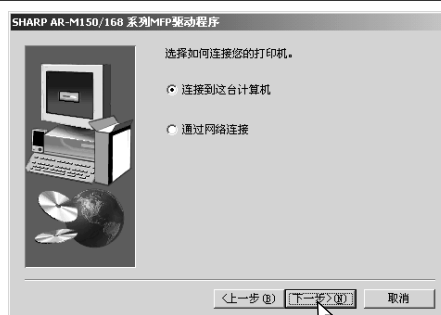 SHARP AR-M150/168 系列MFP驱动程序
选择如何连接您的打印机。
连接到这台计算机
通过网络连接
<上一步(B) 下一步>(N) 取消